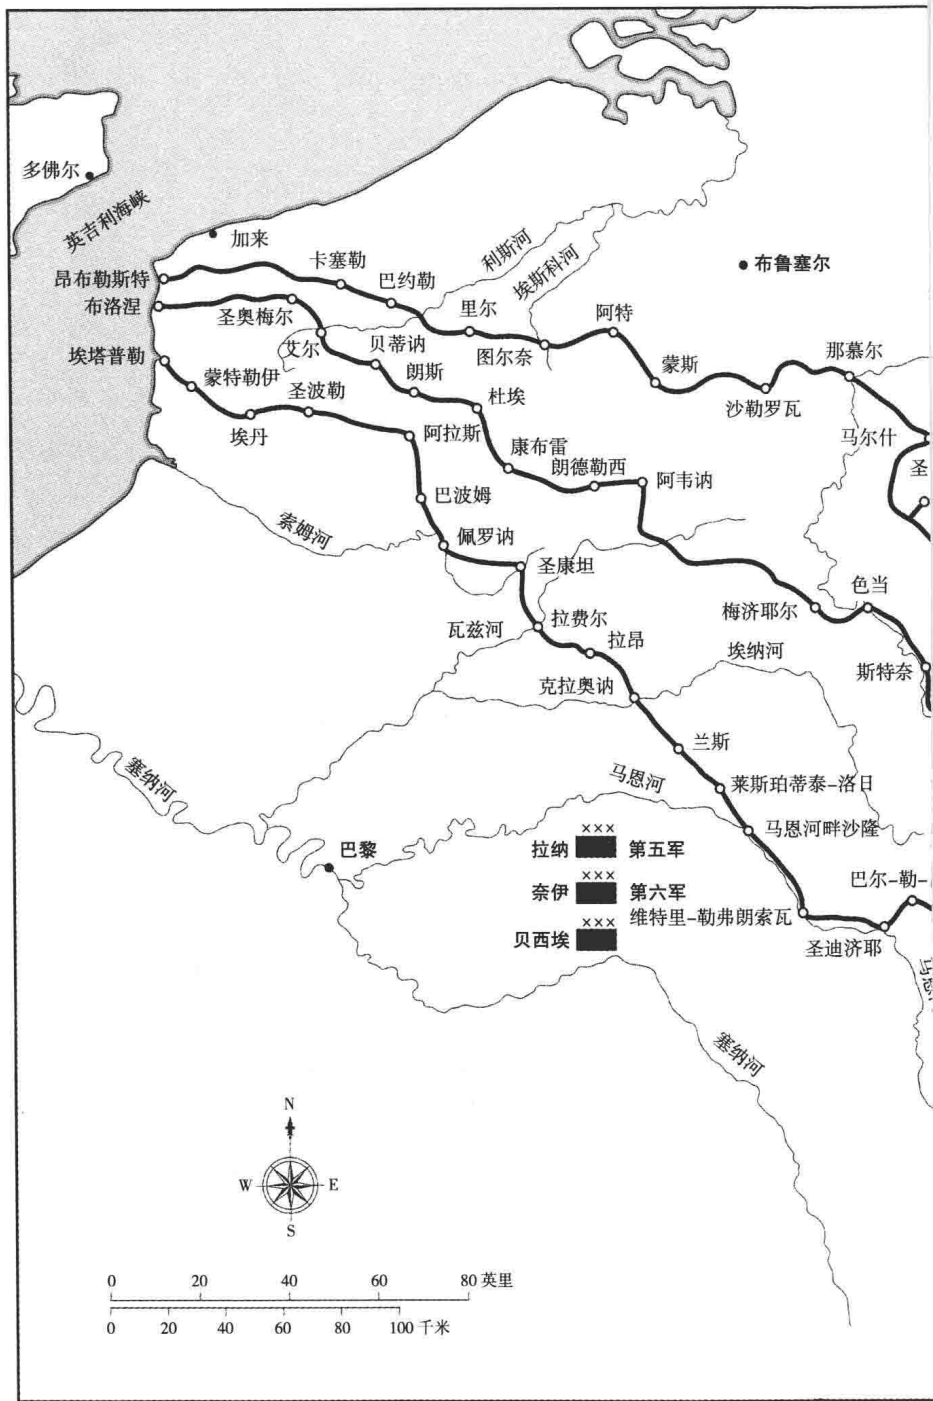 多佛尔
英吉利海峡
加来
昂布勒斯特
卡塞勒
巴约勒
利斯河
埃斯科河
布鲁塞尔
布洛涅
圣奥梅尔
里尔
阿特
艾尔
贝蒂讷
图尔奈
蒙斯
那慕尔
埃塔普勒
蒙特勒伊
圣波勒
朗斯
杜埃
沙勒罗瓦
埃丹
阿拉斯
康布雷
马尔什
朗德勒西
阿韦讷
圣
巴波姆
索姆河
佩罗讷
圣康坦
色当
梅济耶尔
瓦兹河
拉费尔
拉昂
埃纳河
斯特奈
克拉奥讷
兰斯
塞纳河
马恩河
莱斯珀蒂泰-洛日
马恩河畔沙隆
巴黎
×××
拉纳 第五军
×××
奈伊 第六军
×××
贝西埃
维特里-勒弗朗索瓦
巴尔-勒-
圣迪济耶
马恩
塞纳河
N
W E
S
0 20 40 60 80 英里
0 20 40 60 80 100 千米